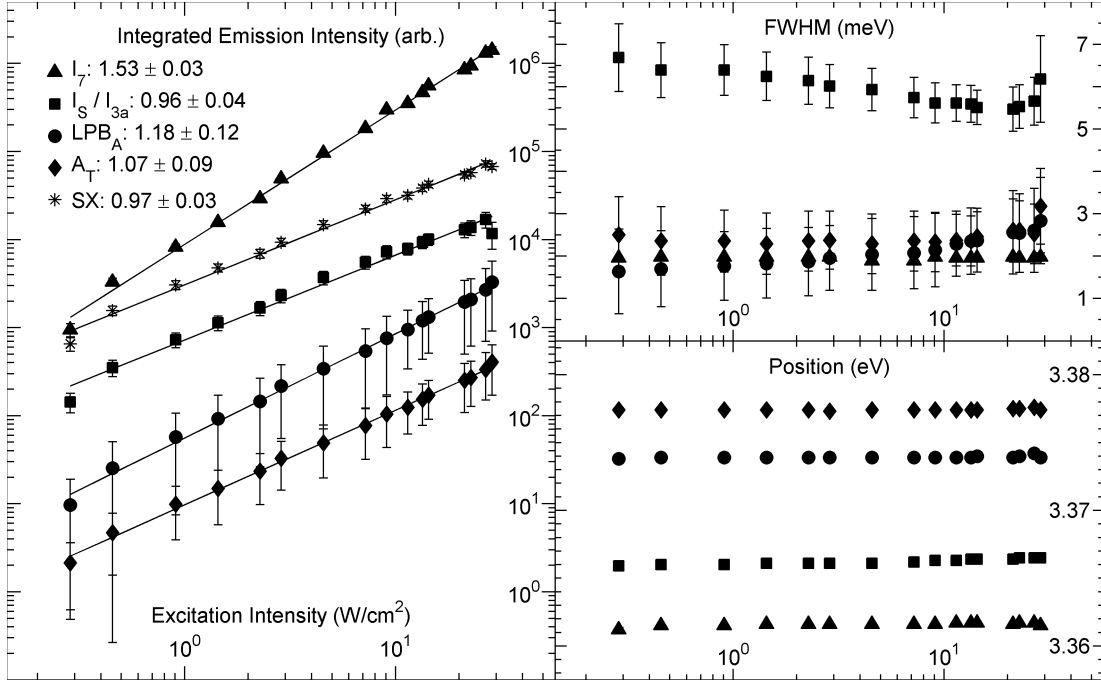 Integrated Emission Intensity (arb.)
I7: 1.53 ± 0.03
IS / I3a: 0.96 ± 0.04
LPBA: 1.18 ± 0.12
AT: 1.07 ± 0.09
SX: 0.97 ± 0.03
10^6
10^5
10^4
10^3
10^2
10^1
10^0
Excitation Intensity (W/cm^2)
10^0 10^1
FWHM (meV)
7
5
3
1
10^0 10^1
Position (eV)
3.38
3.37
3.36
10^0 10^1